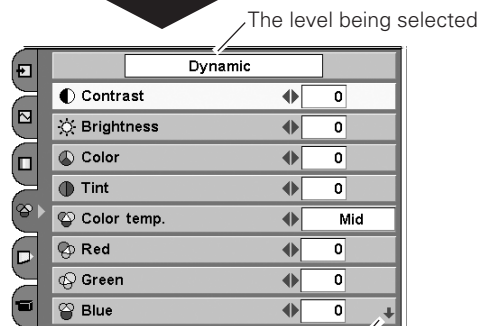 The level being selected
Dynamic
Contrast 0
Brightness 0
Color 0
Tint 0
Color temp. Mid
Red 0
Green 0
Blue 0